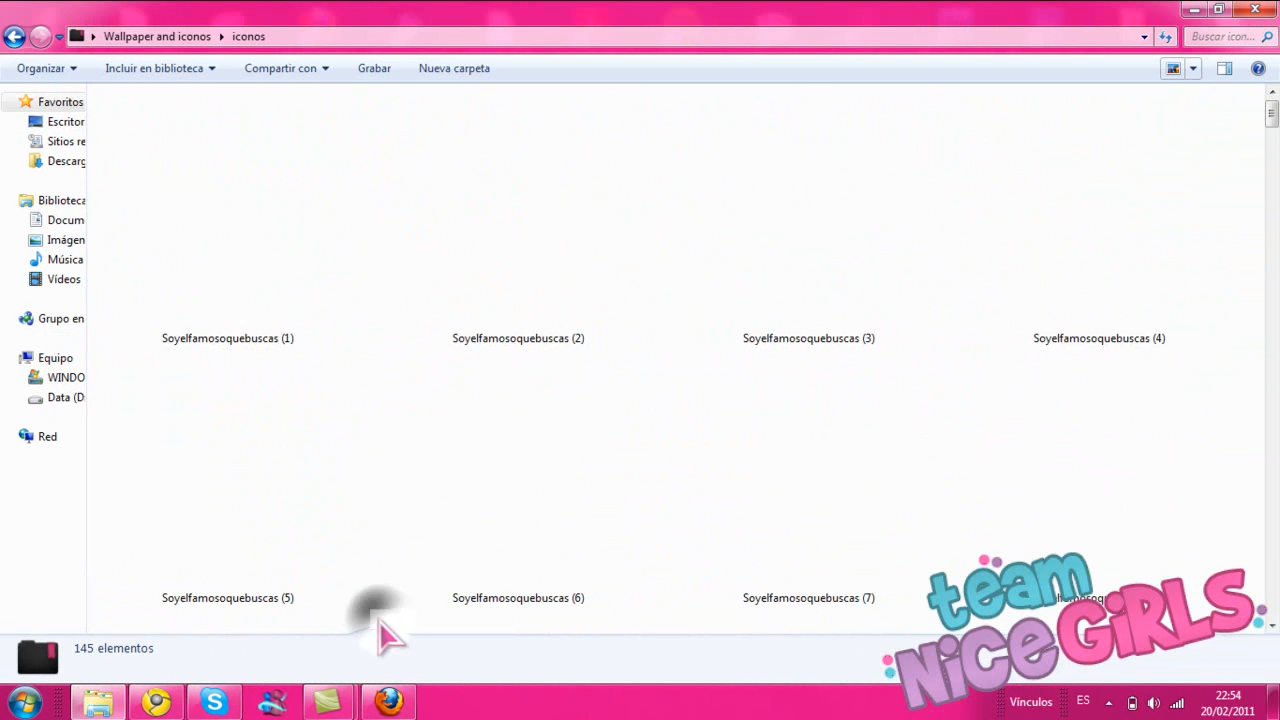 Wallpaper and iconos
iconos
Buscar icon...
Organizar
Incluir en biblioteca
Compartir con
Grabar
Nueva carpeta
Favoritos
Escritor
Sitios re
Descarg
Biblioteca
Docum
Imágen
Música
Vídeos
Grupo en
Equipo
WINDO
Data (D:
Red
Soyelfamosoquebuscas (1)
Soyelfamosoquebuscas (2)
Soyelfamosoquebuscas (3)
Soyelfamosoquebuscas (4)
Soyelfamosoquebuscas (5)
Soyelfamosoquebuscas (6)
Soyelfamosoquebuscas (7)
team
NiCe GiRLS
145 elementos
Vínculos
ES
22:54
20/02/2011